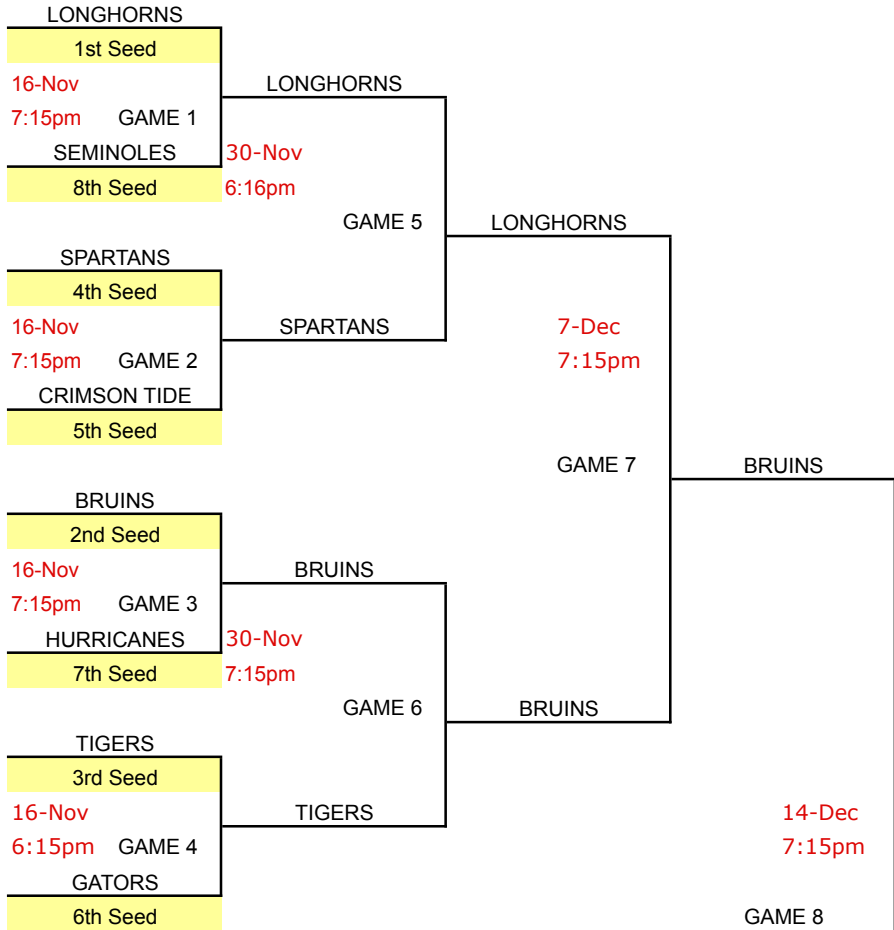 LONGHORNS
1st Seed
16-Nov
LONGHORNS
7:15pm GAME 1
SEMINOLES
30-Nov
8th Seed
6:16pm
GAME 5
LONGHORNS
SPARTANS
4th Seed
16-Nov
SPARTANS
7-Dec
7:15pm GAME 2
7:15pm
CRIMSON TIDE
5th Seed
GAME 7
BRUINS
BRUINS
2nd Seed
16-Nov
BRUINS
7:15pm GAME 3
HURRICANES
30-Nov
7th Seed
7:15pm
GAME 6
BRUINS
TIGERS
3rd Seed
16-Nov
TIGERS
14-Dec
6:15pm GAME 4
7:15pm
GATORS
6th Seed
GAME 8